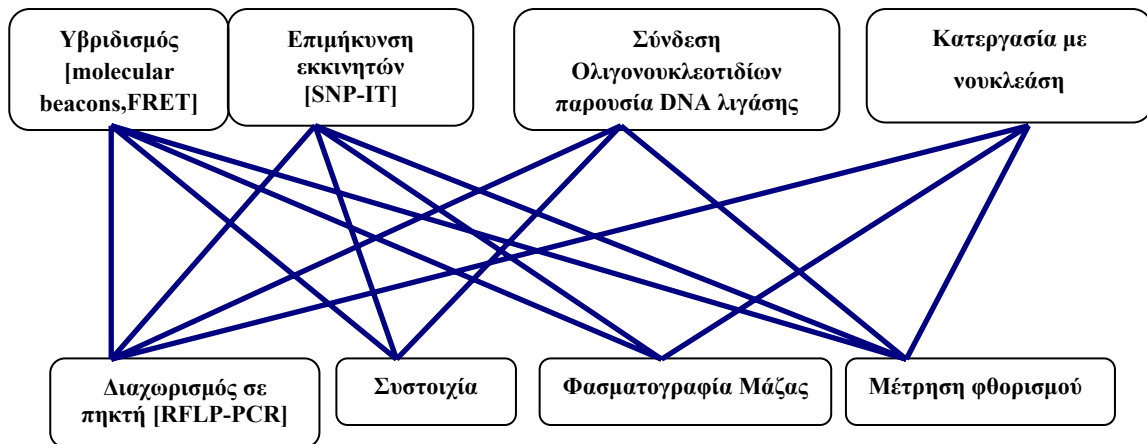 Υβριδισμός
[molecular
beacons,FRET]
Επιμήκυνση
εκκινητών
[SNP-IT]
Σύνδεση
Ολιγονουκλεοτιδίων
παρουσία DNA λιγάσης
Κατεργασία με
νουκλεάση
Διαχωρισμός σε
πηκτή [RFLP-PCR]
Συστοιχία
Φασματογραφία Μάζας
Μέτρηση φθορισμού